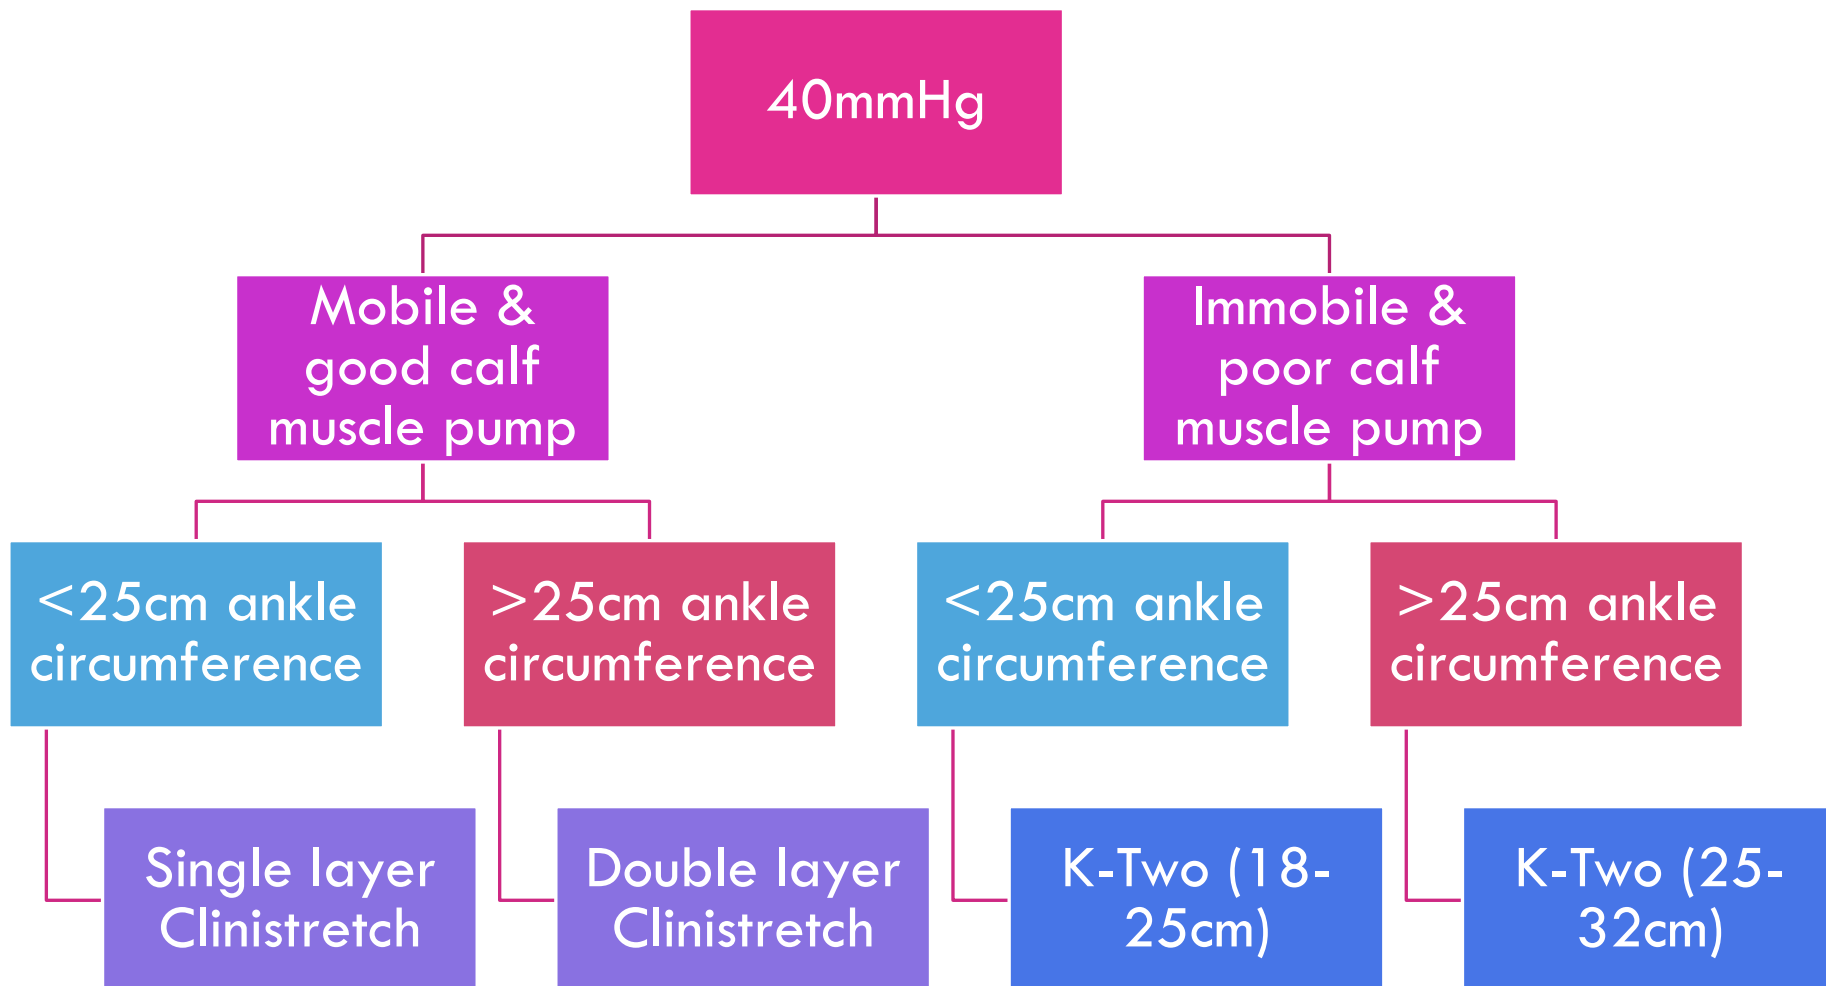 40mmHg
Mobile &
good calf
muscle pump
Immobile &
poor calf
muscle pump
<25cm ankle
circumference
>25cm ankle
circumference
<25cm ankle
circumference
>25cm ankle
circumference
Single layer
Clinistretch
Double layer
Clinistretch
K-Two (18-
25cm)
K-Two (25-
32cm)